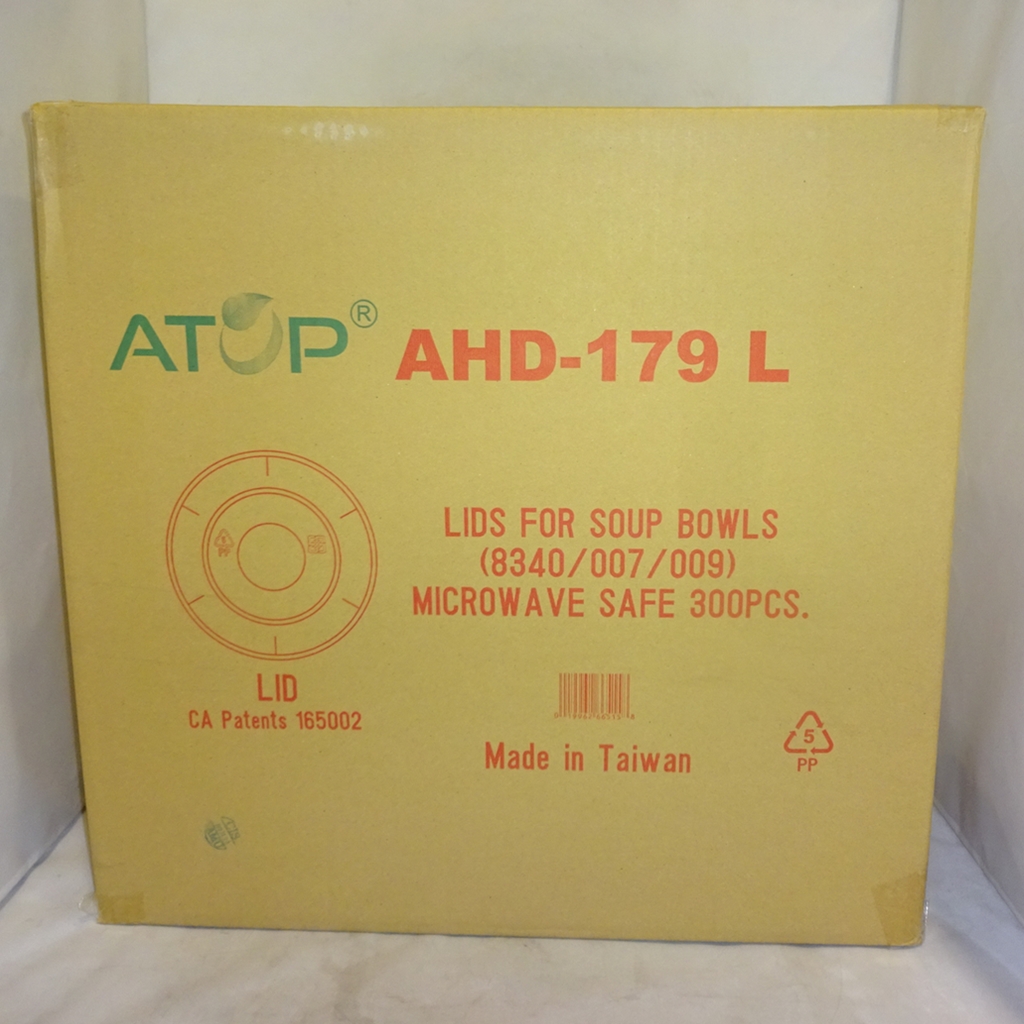 ATOP® AHD-179 L
LIDS FOR SOUP BOWLS
(8340/007/009)
MICROWAVE SAFE 300PCS.
PP
LID
CA Patents 165002
Made in Taiwan
5
PP